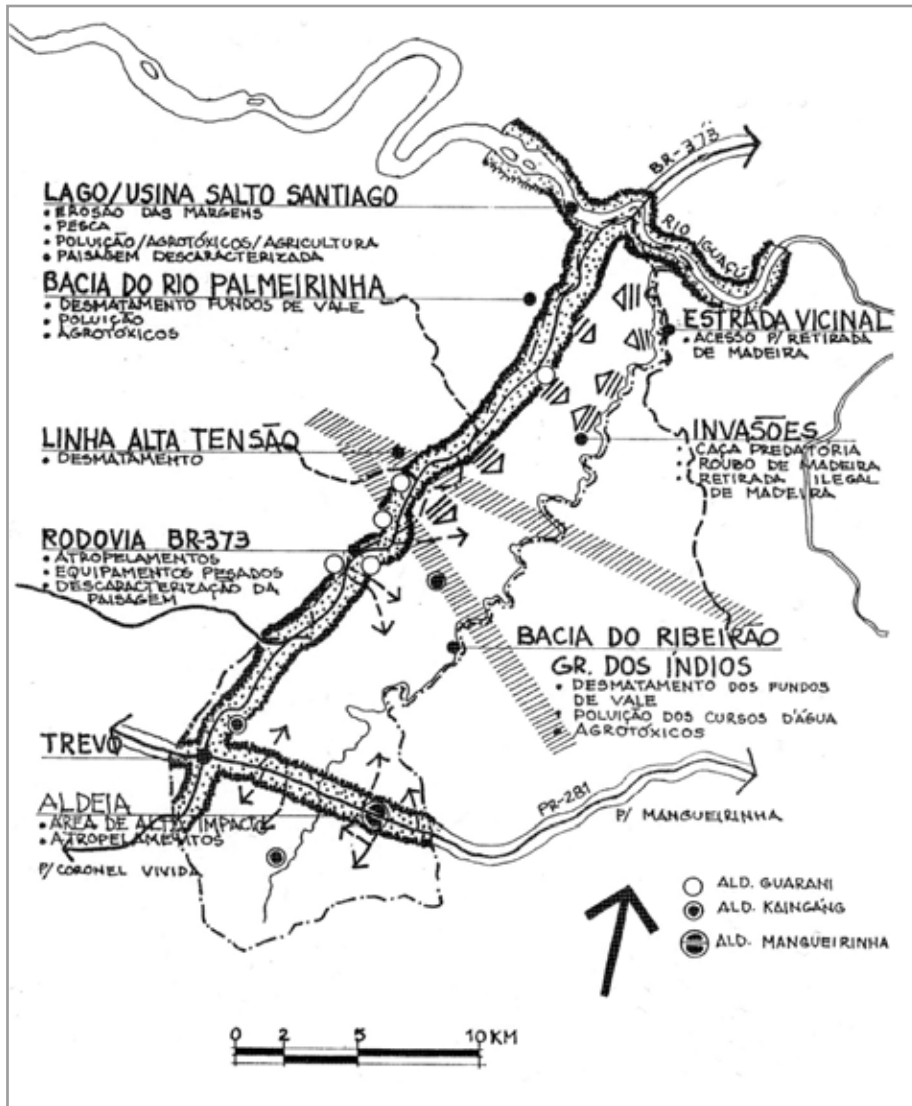 BR-373
RIO IGUAÇU
LAGO/USINA SALTO SANTIAGO
• EROSÃO DAS MARGENS
• PESCA
• POLUIÇÃO/AGROTÓXICOS/AGRICULTURA
• PAISAGEM DESCARACTERIZADA
BACIA DO RIO PALMEIRINHA
• DESMATAMENTO FUNDOS DE VALE
• POLUIÇÃO
• AGROTÓXICOS
ESTRADA VICINAL
• ACESSO P/ RETIRADA
DE MADEIRA
INVASÕES
• CAÇA PREDATÓRIA
• ROUBO DE MADEIRA
• RETIRADA ILEGAL
DE MADEIRA
LINHA ALTA TENSÃO
• DESMATAMENTO
RODOVIA BR-373
• ATROPELAMENTOS
• EQUIPAMENTOS PESADOS
• DESCARACTERIZAÇÃO DA
PAISAGEM
BACIA DO RIBEIRÃO
GR. DOS ÍNDIOS
• DESMATAMENTO DOS FUNDOS
DE VALE
• POLUIÇÃO DOS CURSOS D'ÁGUA
• AGROTÓXICOS
TREVO
ALDEIA
• ÁREA DE ALTO IMPACTO
• ATROPELAMENTOS
P/ CORONEL VIVIDA
PR-281
P/ MANGUEIRINHA
ALD. GUARANI
ALD. KAINGÁNG
ALD. MANGUEIRINHA
0 2 5 10 KM